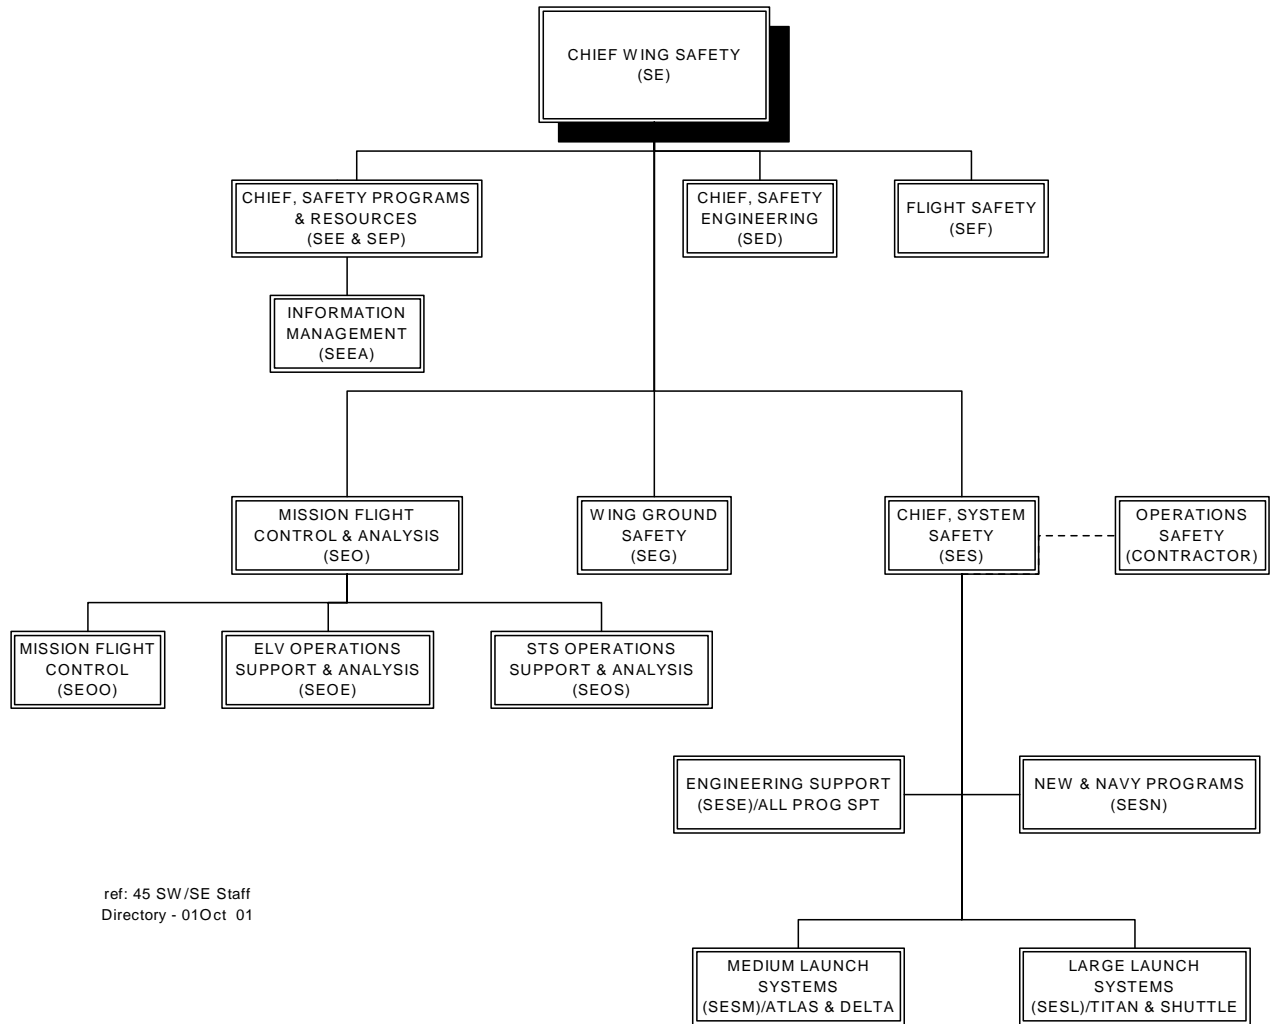 CHIEF WING SAFETY
(SE)
CHIEF, SAFETY PROGRAMS
& RESOURCES
(SEE & SEP)
CHIEF, SAFETY
ENGINEERING
(SED)
FLIGHT SAFETY
(SEF)
INFORMATION
MANAGEMENT
(SEEA)
MISSION FLIGHT
CONTROL & ANALYSIS
(SEO)
WING GROUND
SAFETY
(SEG)
CHIEF, SYSTEM
SAFETY
(SES)
OPERATIONS
SAFETY
(CONTRACTOR)
MISSION FLIGHT
CONTROL
(SEOO)
ELV OPERATIONS
SUPPORT & ANALYSIS
(SEOE)
STS OPERATIONS
SUPPORT & ANALYSIS
(SEOS)
ENGINEERING SUPPORT
(SESE)/ALL PROG SPT
NEW & NAVY PROGRAMS
(SESN)
ref: 45 SW/SE Staff
Directory - 01Oct 01
MEDIUM LAUNCH
SYSTEMS
(SESM)/ATLAS & DELTA
LARGE LAUNCH
SYSTEMS
(SESL)/TITAN & SHUTTLE